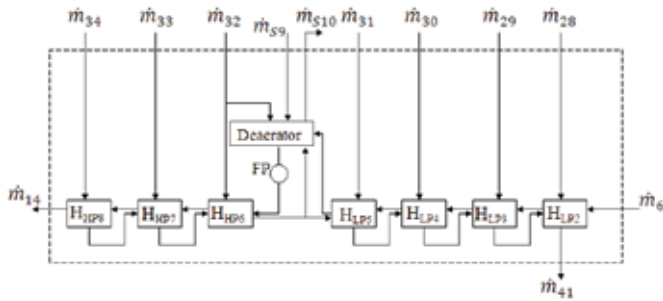 ṁ34 ṁ33 ṁ32 ṁS9 ṁS10 ṁ31 ṁ30 ṁ29 ṁ28
Deaerator
FP
ṁ14 HHP8 HHP7 HHP6 HLP5 HLP4 HLP3 HLP2 ṁ6
ṁ41